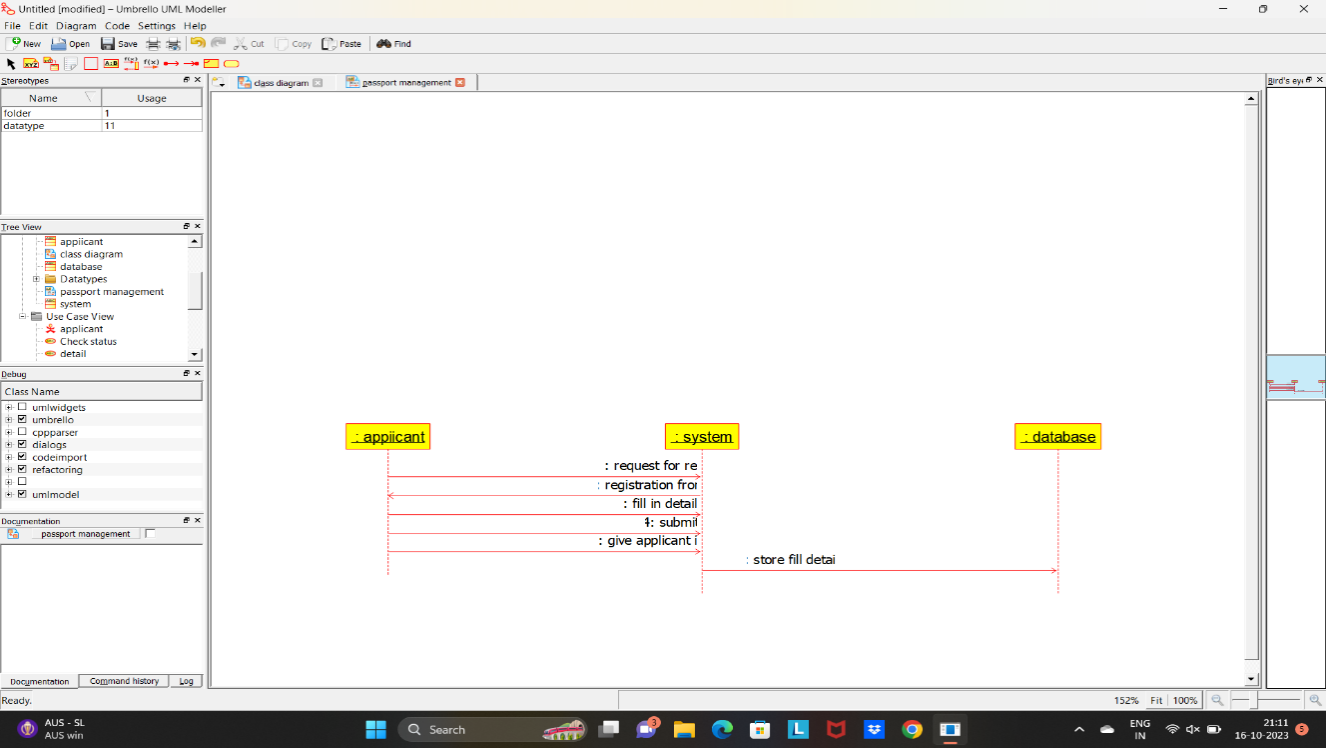 Untitled [modified] – Umbrello UML Modeller
File Edit Diagram Code Settings Help
New Open Save Cut Copy Paste Find
Stereotypes
Name Usage
folder 1
datatype 11
Tree View
appiicant
class diagram
database
Datatypes
passport management
system
Use Case View
applicant
Check status
detail
Debug
Class Name
umlwidgets
umbrello
cppparser
dialogs
codeimport
refactoring
umlmodel
Documentation
passport management
Documentation Command history Log
class diagram passport management
: appiicant : system : database
: request for re
: registration fror
: fill in detail
: submit
: give applicant i
: store fill detai
Bird's ey
Ready.
152% Fit 100%
AUS - SL
AUS win
Search
3
ENG
IN
21:11
16-10-2023
5